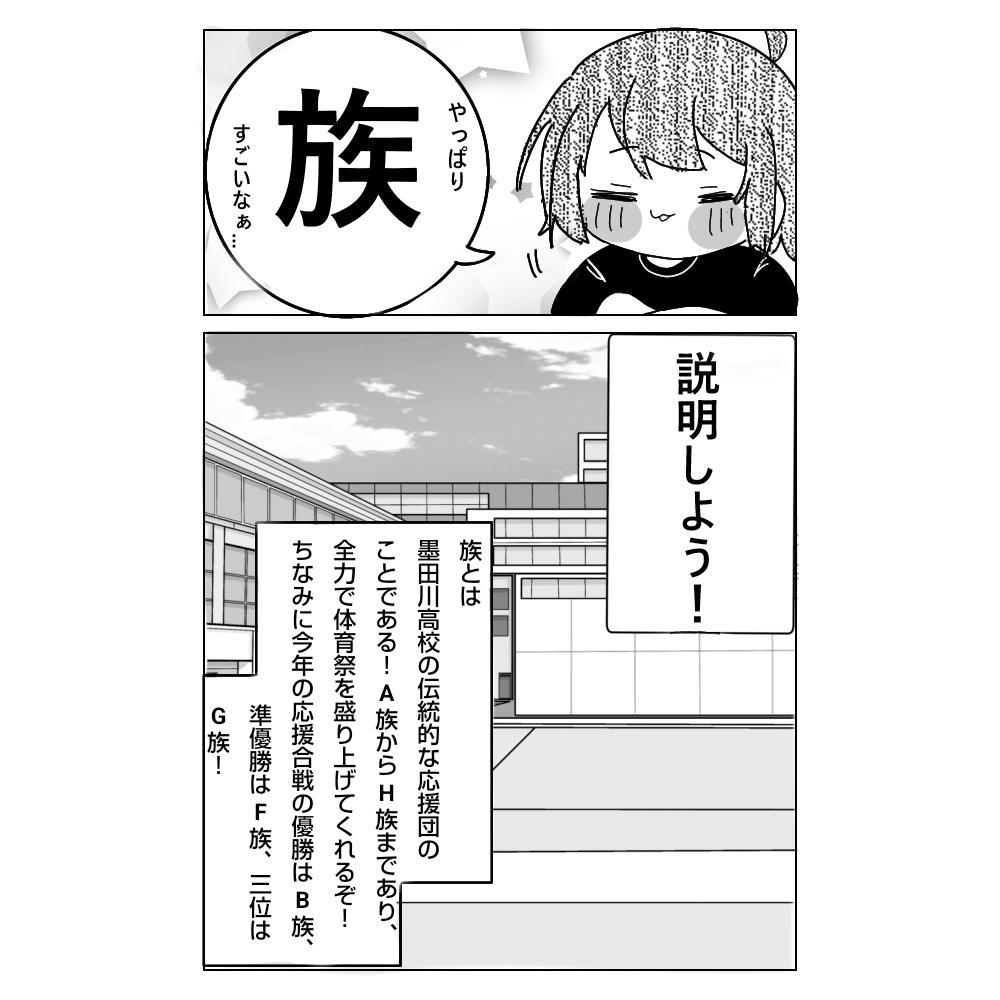 やっぱり
族
すごいなぁ…
説明しよう！
族とは
墨田川高校の伝統的な応援団の
ことである！A族からH族まであり、
全力で体育祭を盛り上げてくれるぞ！
ちなみに今年の応援合戦の優勝はB族、
準優勝はF族、三位は
G族！